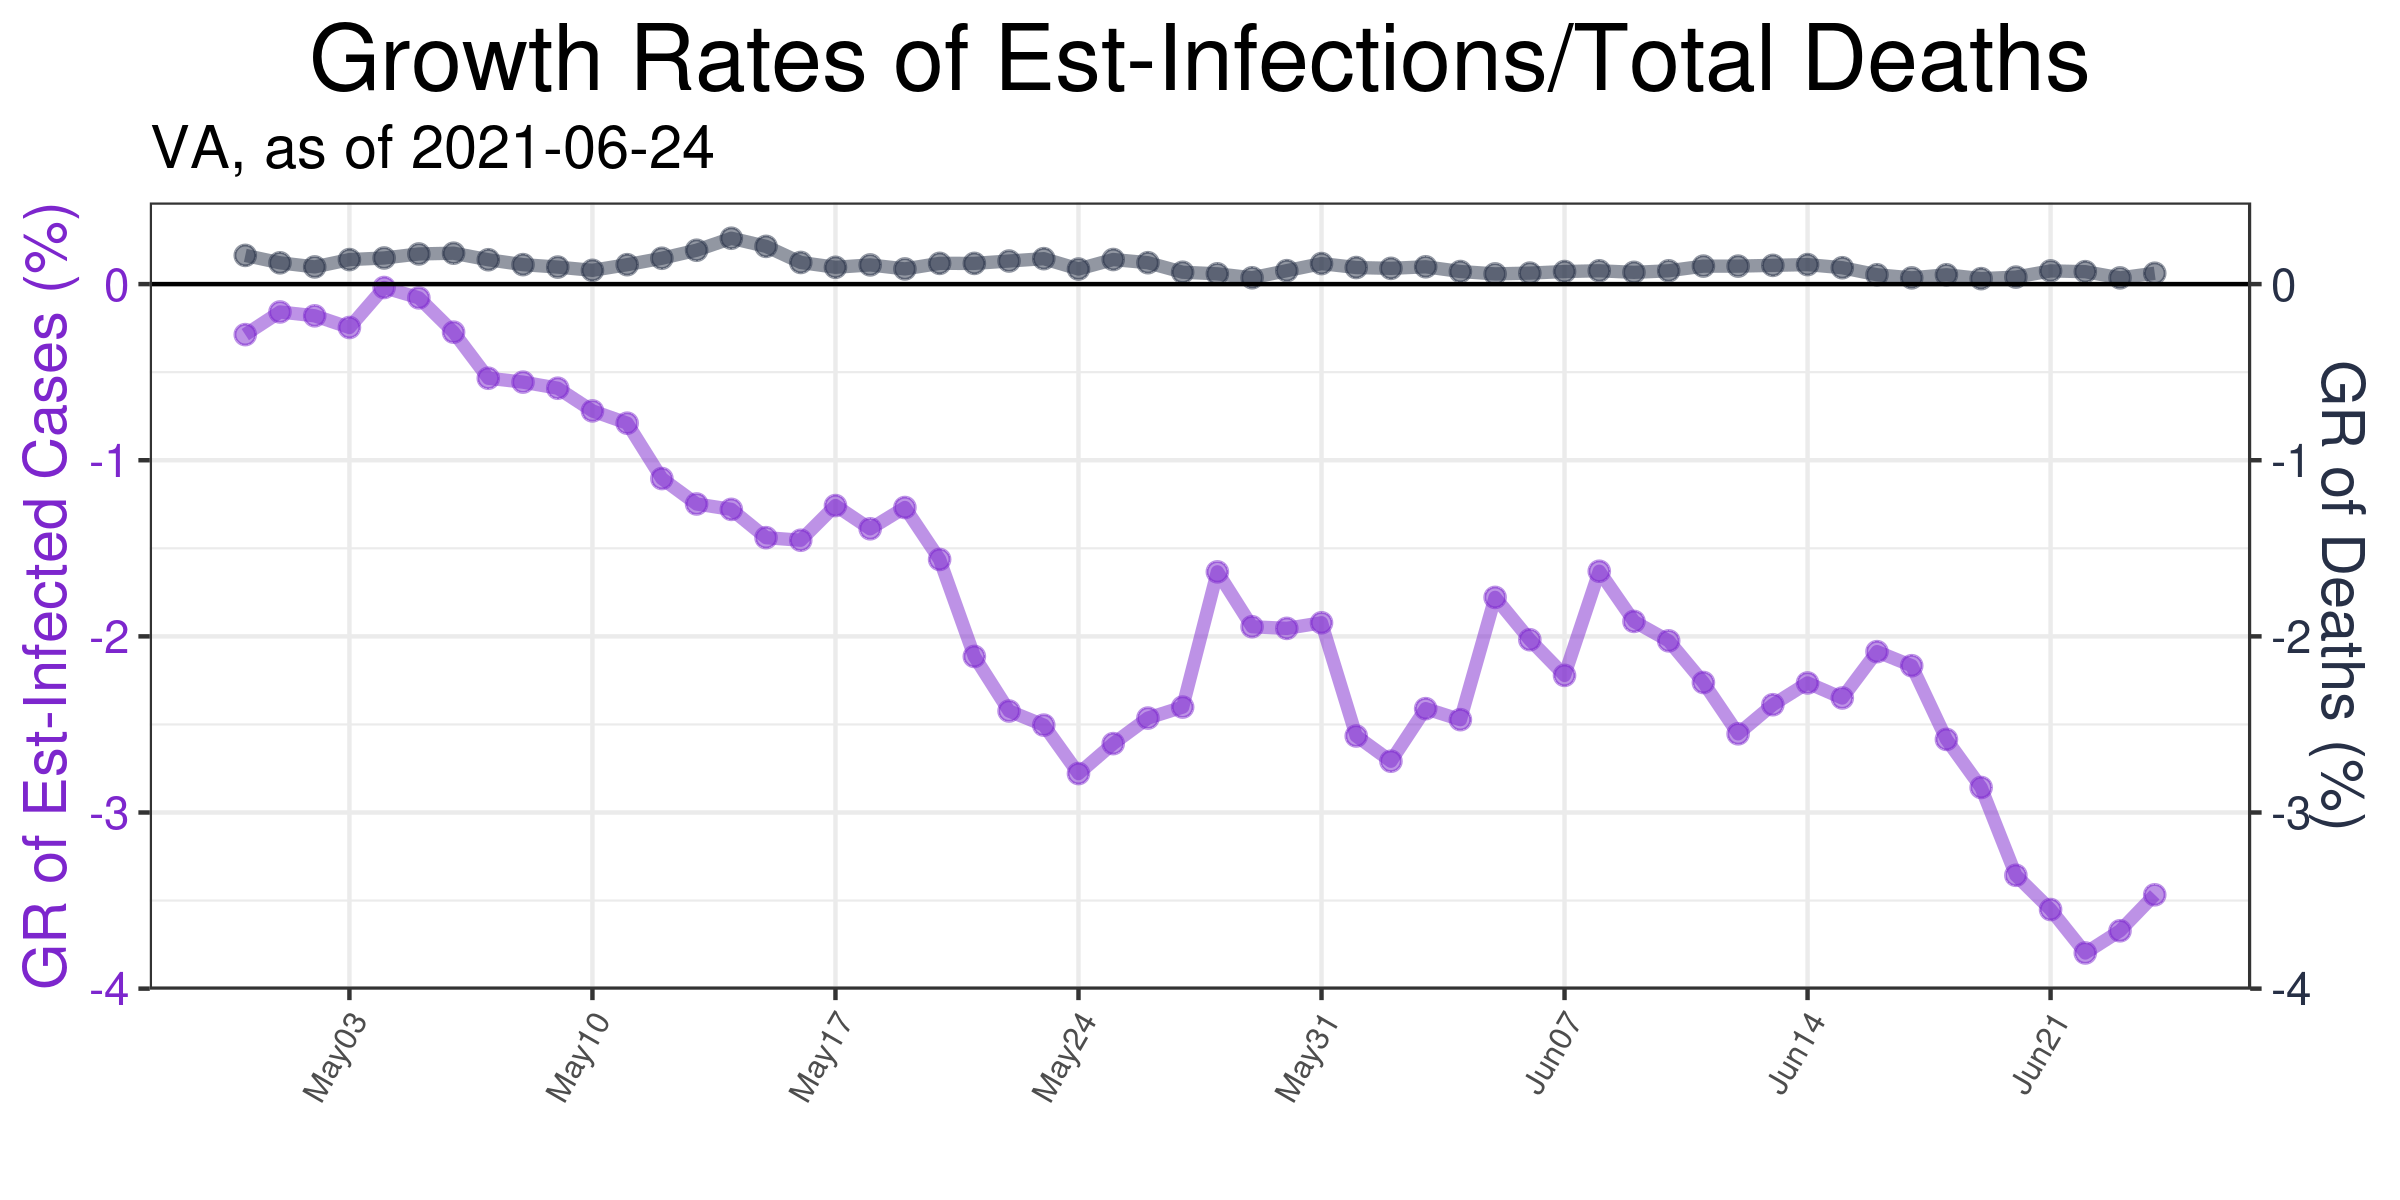 Growth Rates of Est-Infections/Total Deaths
VA, as of 2021-06-24
GR of Est-Infected Cases (%)
0
-1
-2
-3
-4
0
-1
-2
-3
-4
GR of Deaths (%)
May03
May10
May17
May24
May31
Jun07
Jun14
Jun21